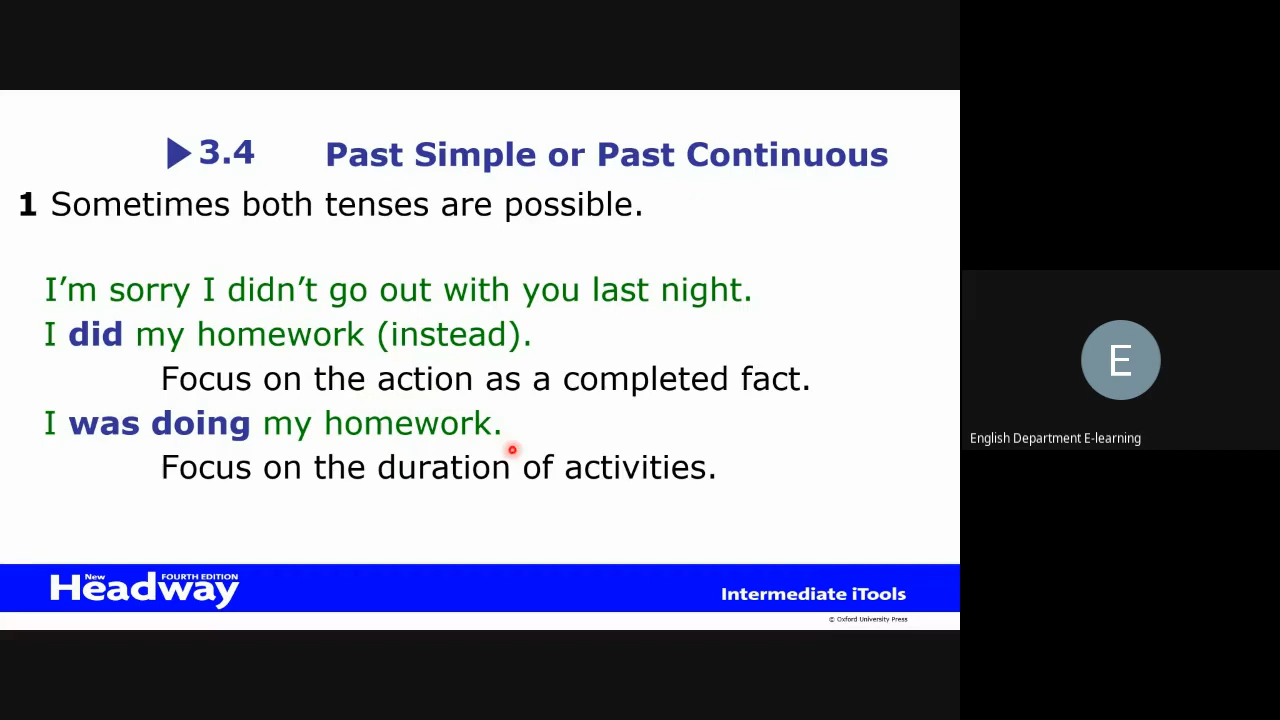 3.4 Past Simple or Past Continuous
1 Sometimes both tenses are possible.
I’m sorry I didn’t go out with you last night.
I did my homework (instead).
Focus on the action as a completed fact.
I was doing my homework.
Focus on the duration of activities.
New Headway FOURTH EDITION
Intermediate iTools
© Oxford University Press
E
English Department E-learning